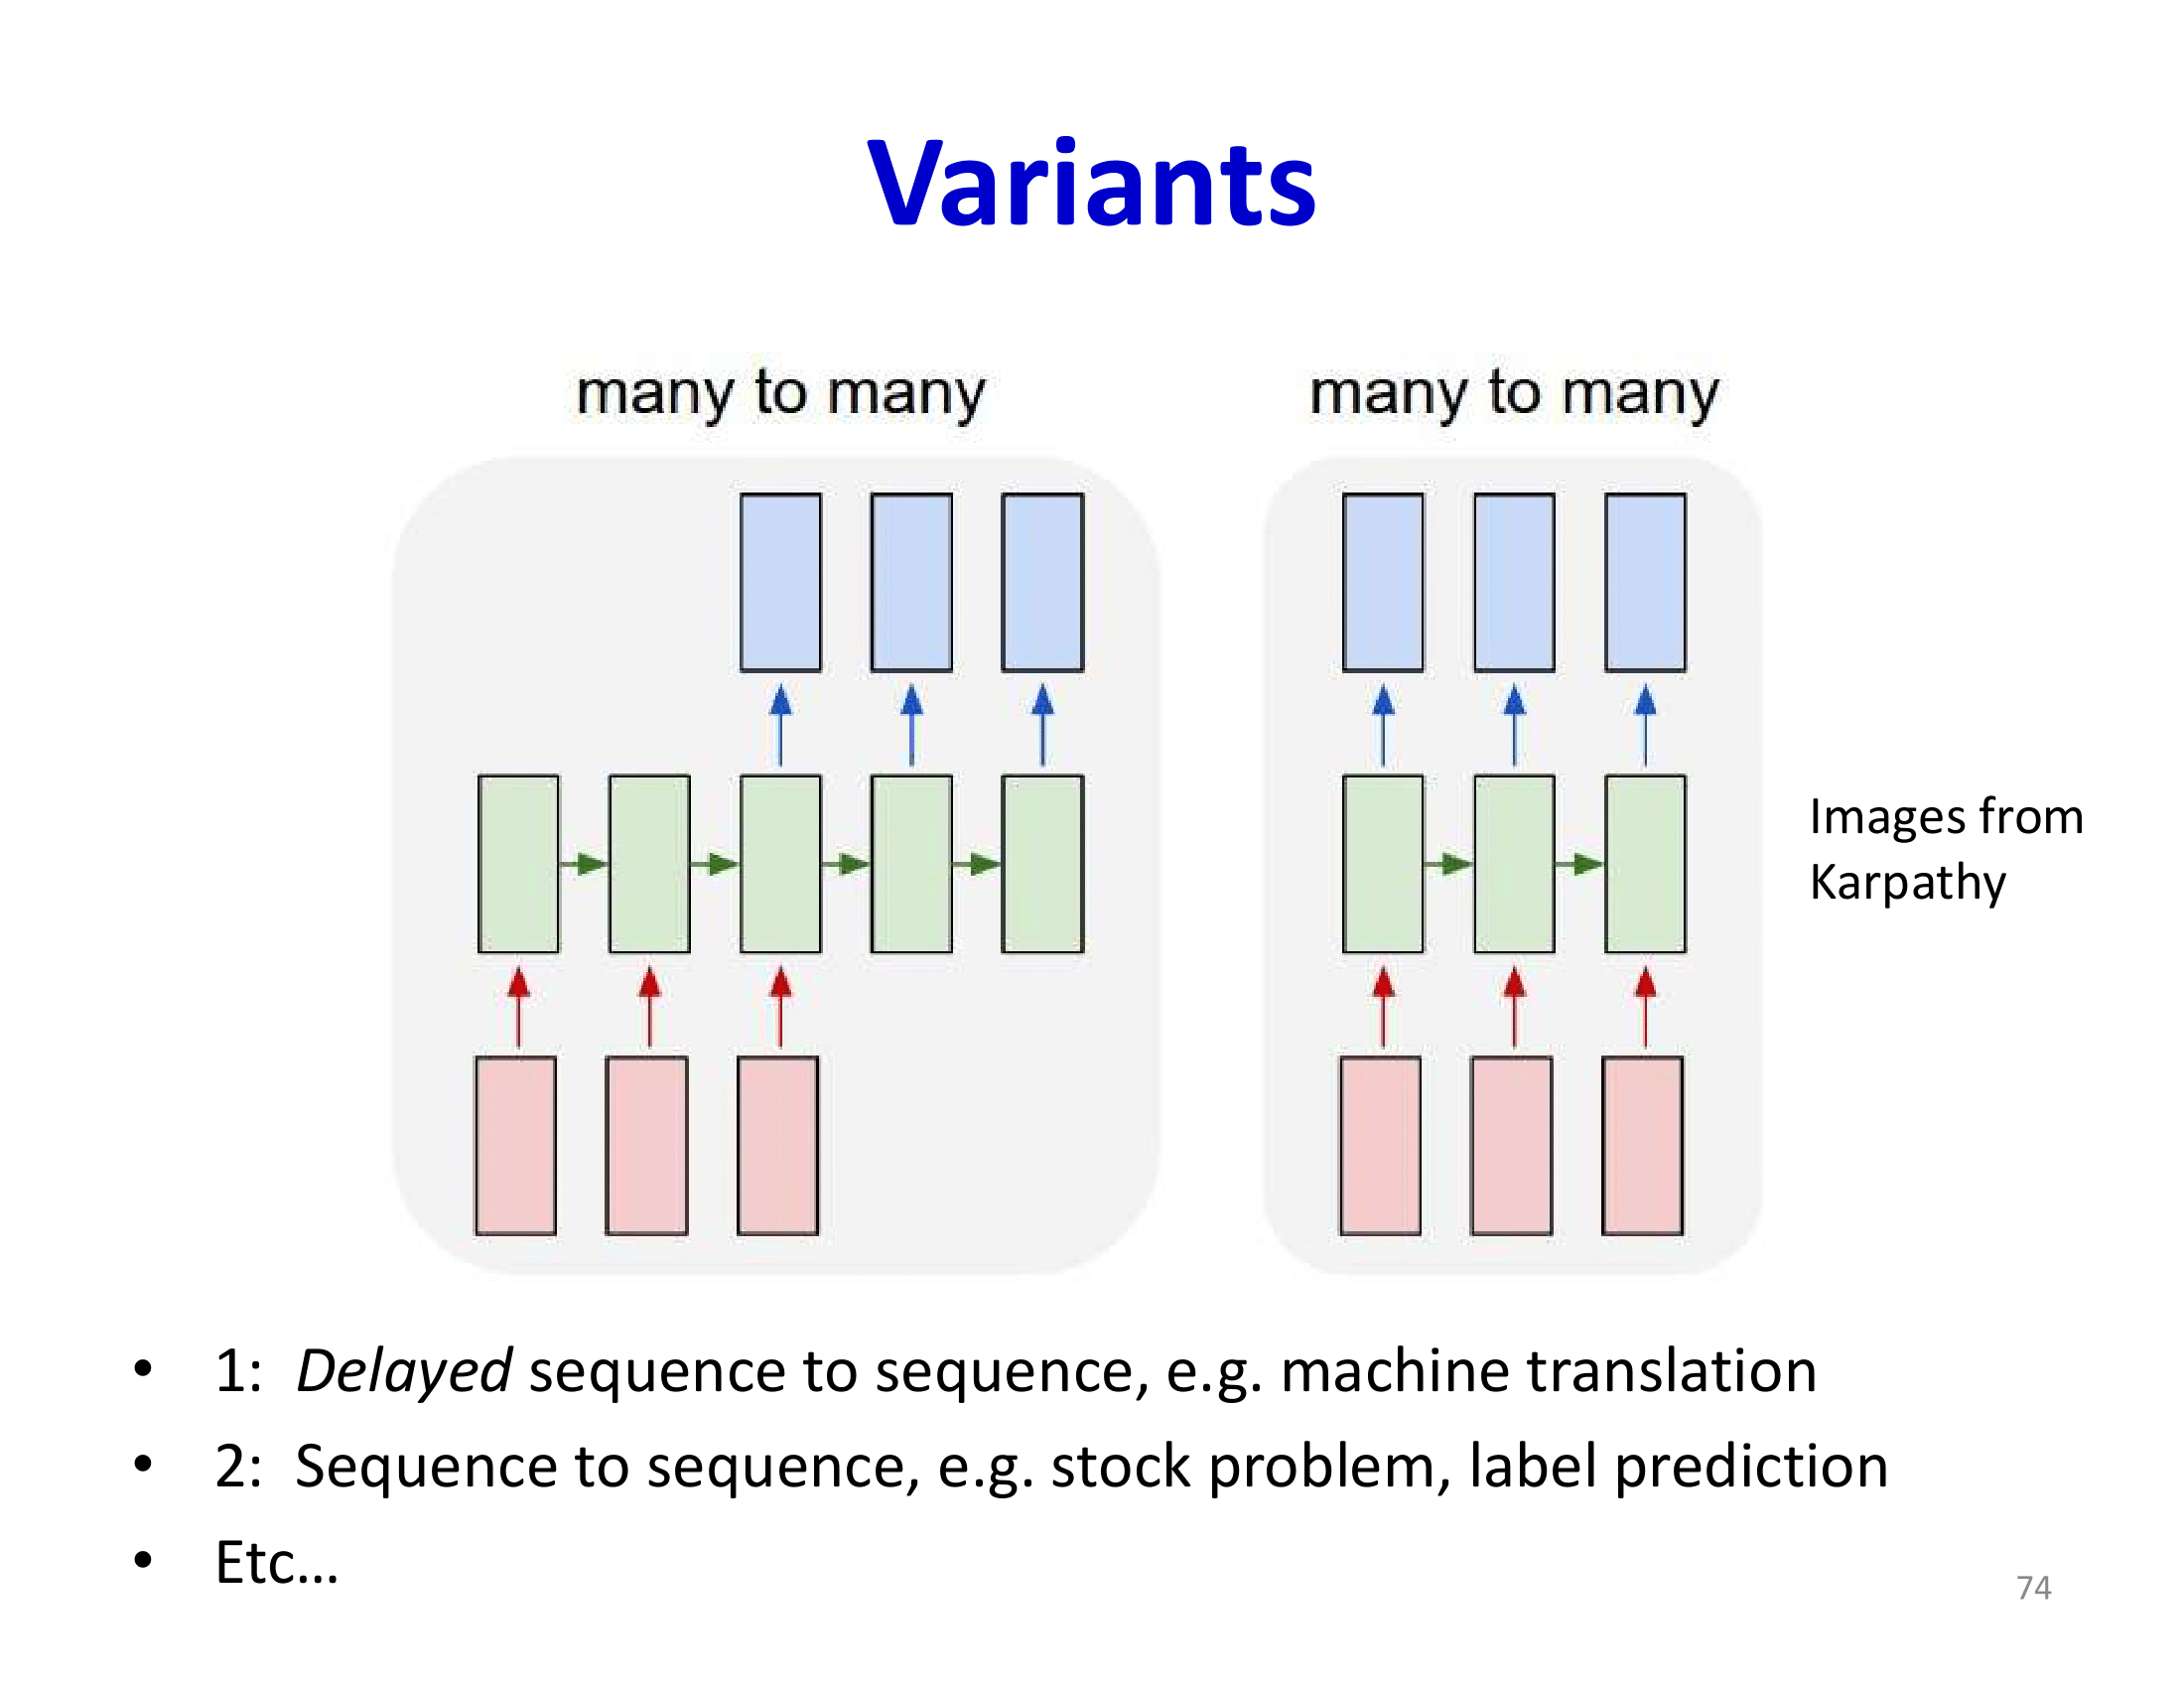 Variants
many to many
many to many
Images from
Karpathy
• 1: Delayed sequence to sequence, e.g. machine translation
• 2: Sequence to sequence, e.g. stock problem, label prediction
• Etc...
74